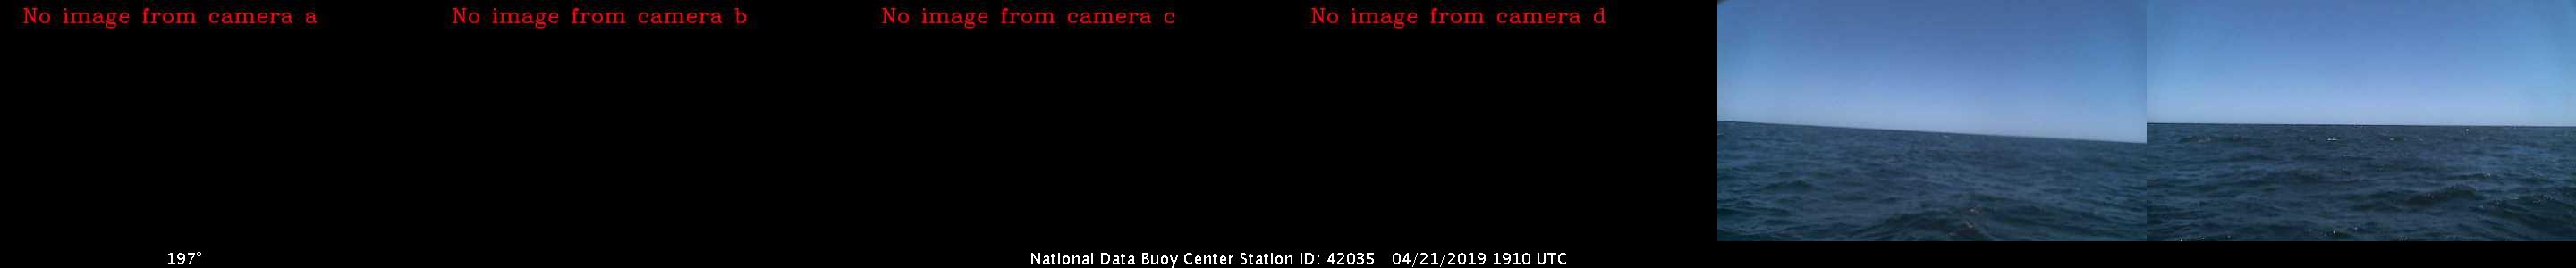 No image from camera a
No image from camera b
No image from camera c
No image from camera d
197°
National Data Buoy Center Station ID: 42035 04/21/2019 1910 UTC